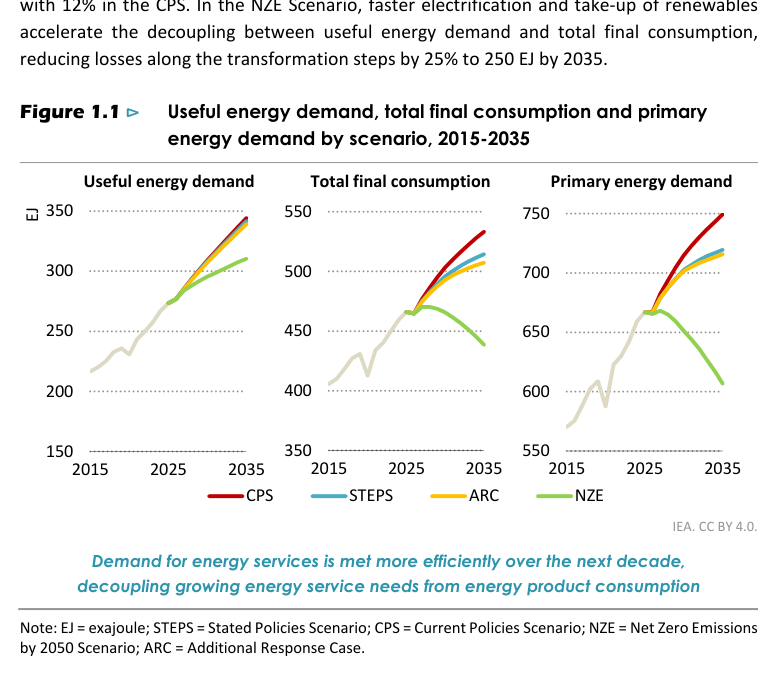 with 12% in the CPS. In the NZE Scenario, faster electrification and take-up of renewables
accelerate the decoupling between useful energy demand and total final consumption,
reducing losses along the transformation steps by 25% to 250 EJ by 2035.
Figure 1.1 ▷ Useful energy demand, total final consumption and primary
energy demand by scenario, 2015-2035
Useful energy demand
EJ
350
300
250
200
150
2015 2025 2035
Total final consumption
550
500
450
400
350
2015 2025 2035
Primary energy demand
750
700
650
600
550
2015 2025 2035
CPS STEPS ARC NZE
IEA. CC BY 4.0.
Demand for energy services is met more efficiently over the next decade,
decoupling growing energy service needs from energy product consumption
Note: EJ = exajoule; STEPS = Stated Policies Scenario; CPS = Current Policies Scenario; NZE = Net Zero Emissions
by 2050 Scenario; ARC = Additional Response Case.